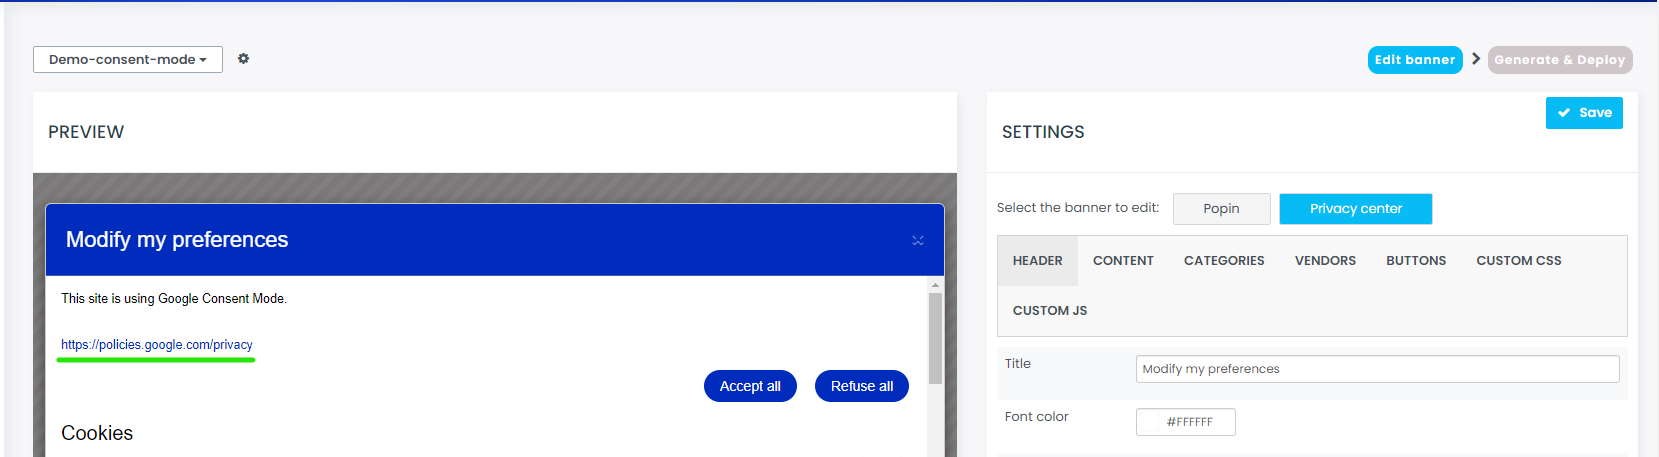 Demo-consent-mode
Edit banner
Generate & Deploy
PREVIEW
Modify my preferences
This site is using Google Consent Mode.
https://policies.google.com/privacy
Accept all
Refuse all
Cookies
SETTINGS
Save
Select the banner to edit:
Popin
Privacy center
HEADER
CONTENT
CATEGORIES
VENDORS
BUTTONS
CUSTOM CSS
CUSTOM JS
Title
Modify my preferences
Font color
#FFFFFF